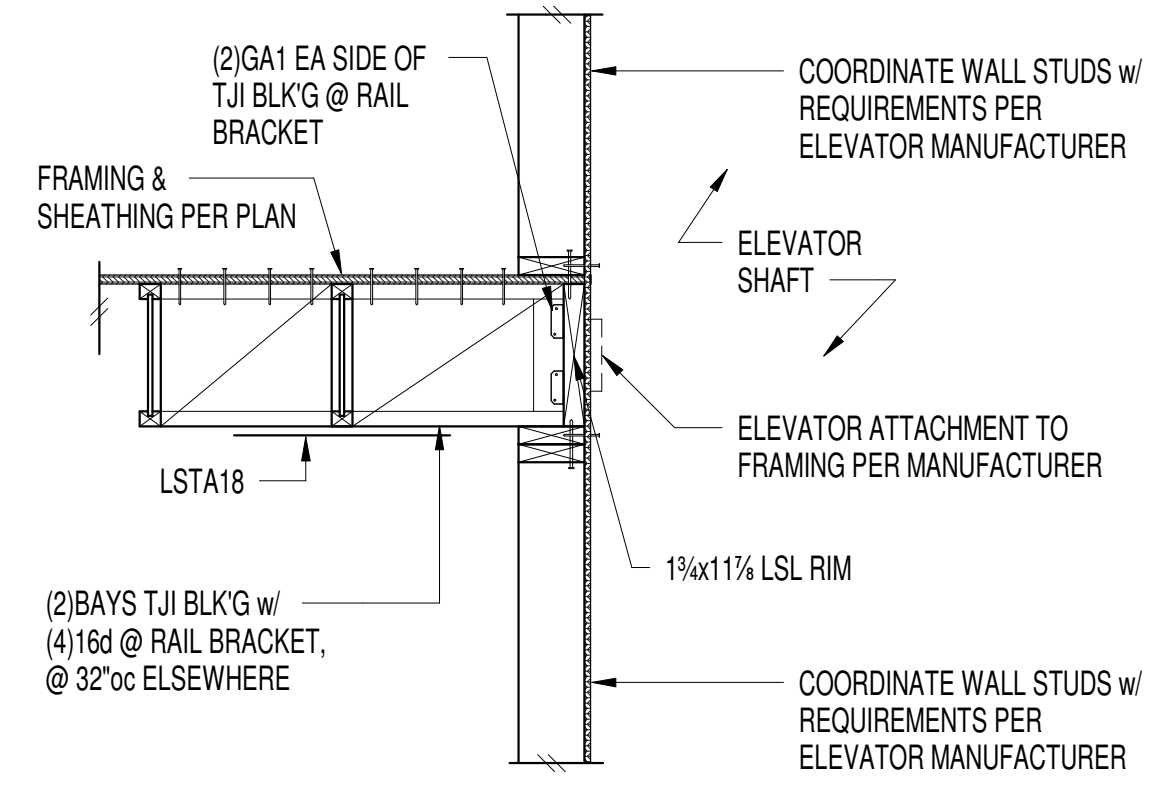 (2)GA1 EA SIDE OF
TJI BLK'G @ RAIL
BRACKET
COORDINATE WALL STUDS w/
REQUIREMENTS PER
ELEVATOR MANUFACTURER
FRAMING &
SHEATHING PER PLAN
ELEVATOR
SHAFT
ELEVATOR ATTACHMENT TO
FRAMING PER MANUFACTURER
LSTA18
1¾x11⅞ LSL RIM
(2)BAYS TJI BLK'G w/
(4)16d @ RAIL BRACKET,
@ 32"oc ELSEWHERE
COORDINATE WALL STUDS w/
REQUIREMENTS PER
ELEVATOR MANUFACTURER